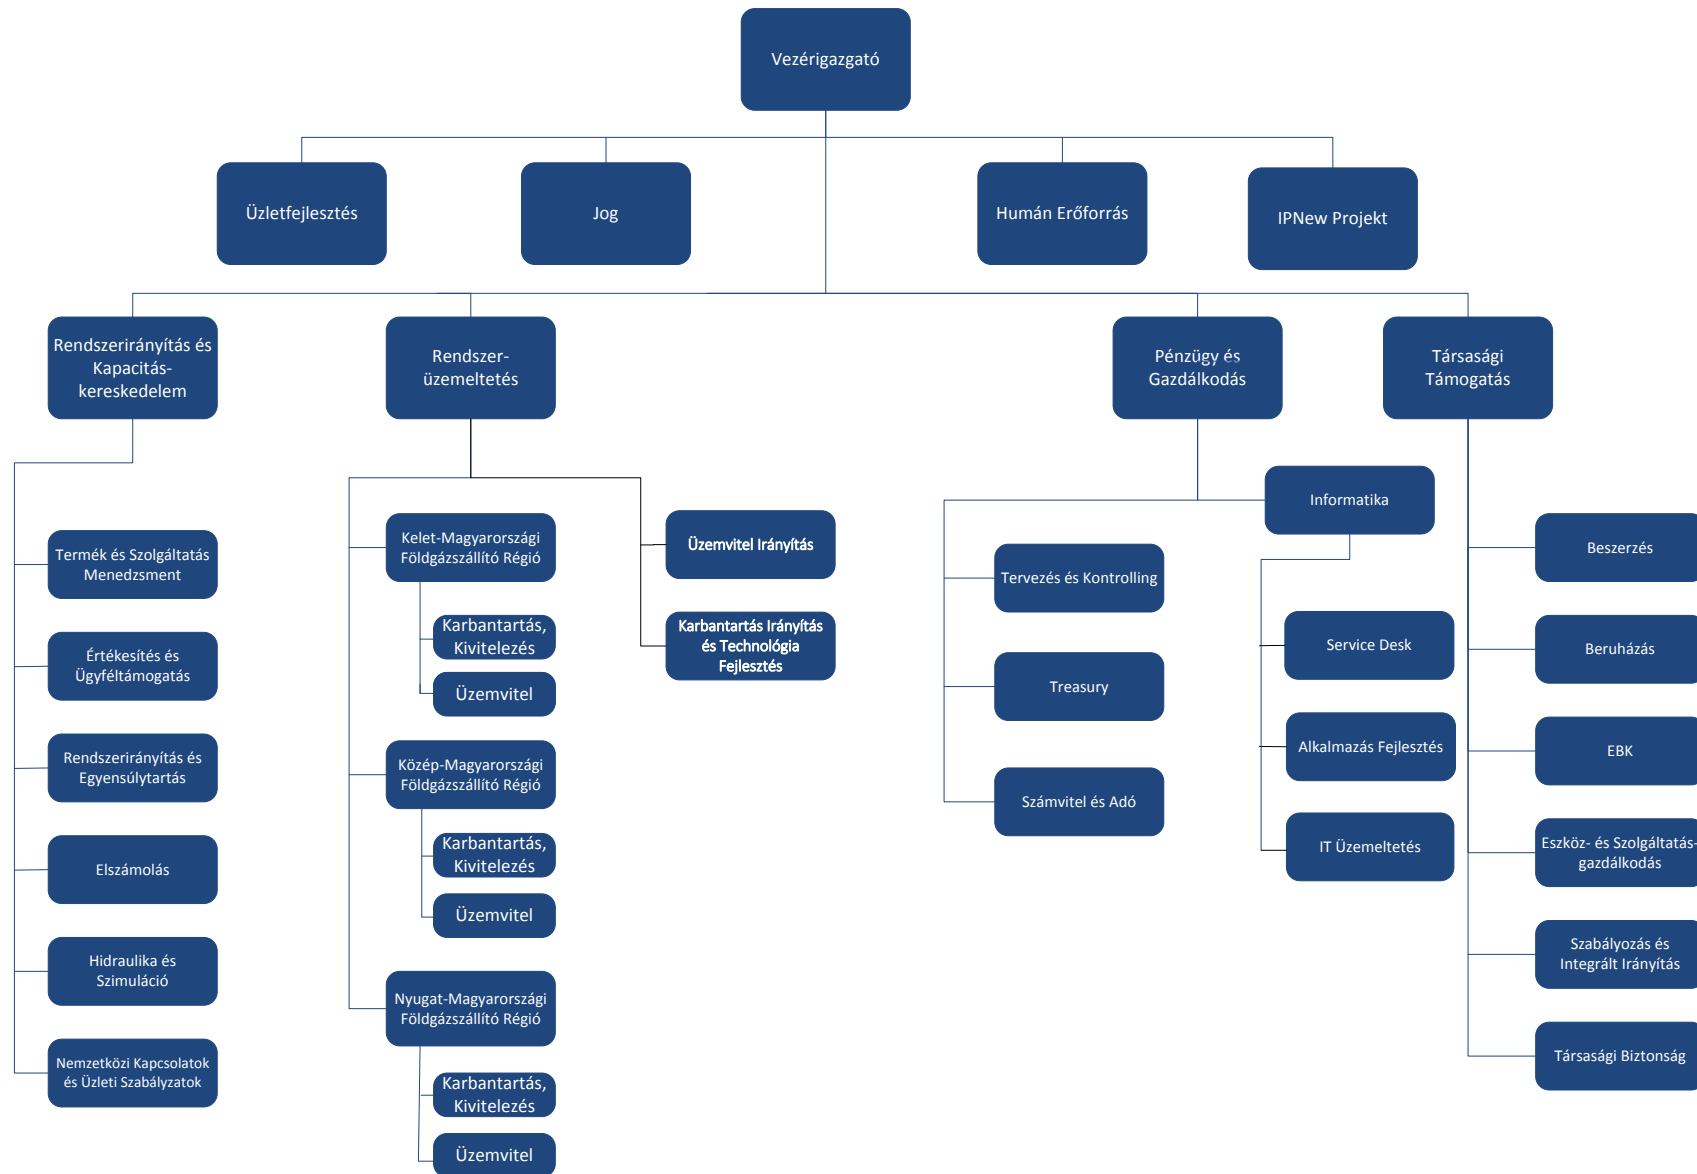 Vezérigazgató
Üzletfejlesztés
Jog
Humán Erőforrás
IPNew Projekt
Rendszerirányítás és
Kapacitás-
kereskedelem
Rendszer-
üzemeltetés
Pénzügy és
Gazdálkodás
Társasági
Támogatás
Termék és Szolgáltatás
Menedzsment
Értékesítés és
Ügyféltámogatás
Rendszerirányítás és
Egyensúlytartás
Elszámolás
Hidraulika és
Szimuláció
Nemzetközi Kapcsolatok
és Üzleti Szabályzatok
Kelet-Magyarországi
Földgázszállító Régió
Karbantartás,
Kivitelezés
Üzemvitel
Közép-Magyarországi
Földgázszállító Régió
Karbantartás,
Kivitelezés
Üzemvitel
Nyugat-Magyarországi
Földgázszállító Régió
Karbantartás,
Kivitelezés
Üzemvitel
Üzemvitel Irányítás
Karbantartás Irányítás
és Technológia
Fejlesztés
Tervezés és Kontrolling
Treasury
Számvitel és Adó
Informatika
Service Desk
Alkalmazás Fejlesztés
IT Üzemeltetés
Beszerzés
Beruházás
EBK
Eszköz- és Szolgáltatás-
gazdálkodás
Szabályozás és
Integrált Irányítás
Társasági Biztonság